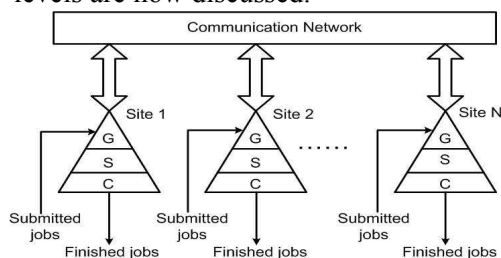 levels are now discussed.
Communication Network
Site 1
Site 2
Site N
G
G
G
......
S
S
S
C
C
C
Submitted jobs
Submitted jobs
Submitted jobs
Finished jobs
Finished jobs
Finished jobs